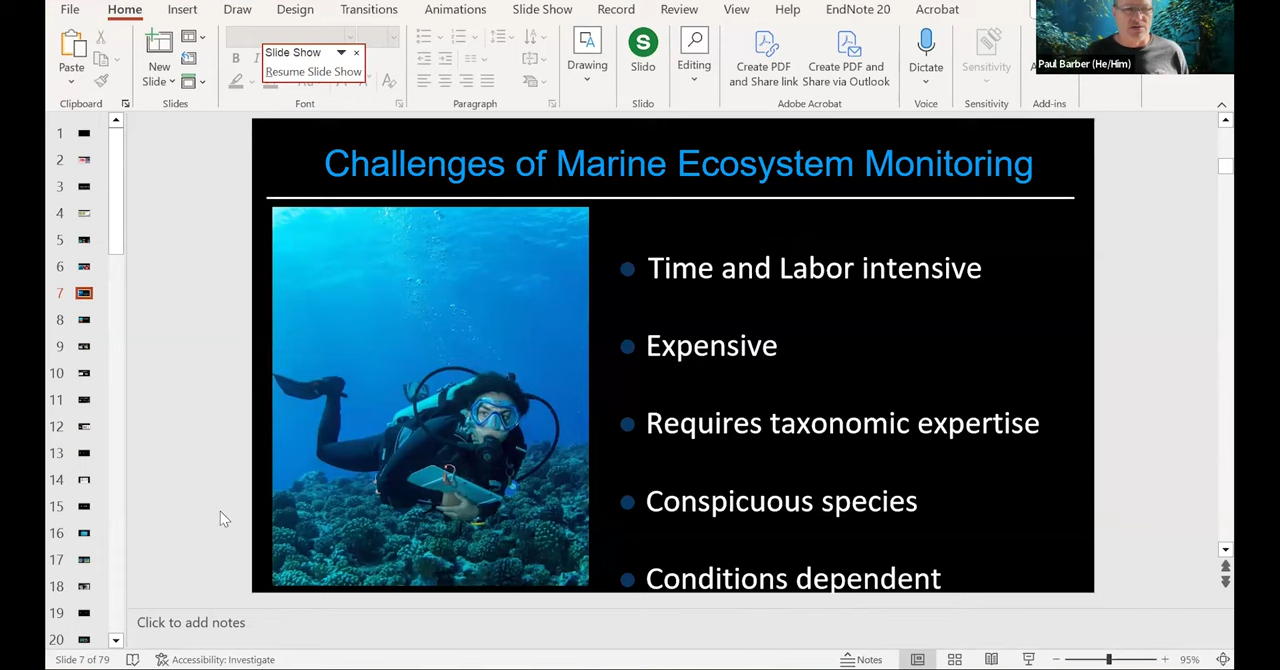 File Home Insert Draw Design Transitions Animations Slide Show Record Review View Help EndNote 20 Acrobat
Paste
New
Slide
B
Slide Show
Resume Slide Show
Drawing
Slido
Editing
Create PDF
and Share link
Create PDF and
Share via Outlook
Dictate
Sensitivity
Paul Barber (He/Him)
Clipboard Slides Font Paragraph Slido Adobe Acrobat Voice Sensitivity Add-ins
1
2
3
4
5
6
7
8
9
10
11
12
13
14
15
16
17
18
19
20
Challenges of Marine Ecosystem Monitoring
Time and Labor intensive
Expensive
Requires taxonomic expertise
Conspicuous species
Conditions dependent
Click to add notes
Slide 7 of 79 Accessibility: Investigate Notes 95%